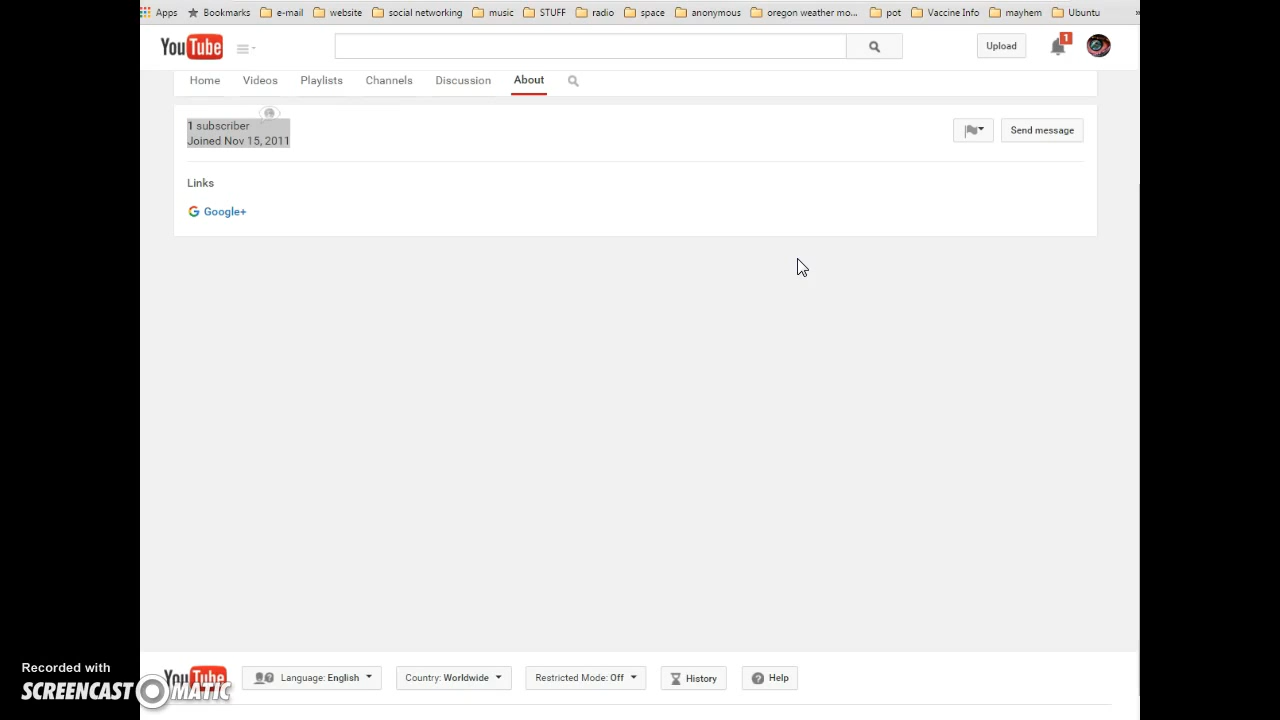 Apps Bookmarks e-mail website social networking music STUFF radio space anonymous oregon weather m... pot Vaccine Info mayhem Ubuntu »
YouTube Upload 1
Home Videos Playlists Channels Discussion About
1 subscriber
Joined Nov 15, 2011
Send message
Links
Google+
YouTube Language: English Country: Worldwide Restricted Mode: Off History Help
Recorded with
SCREENCAST-O-MATIC